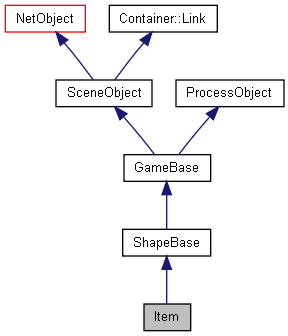 NetObject
Container::Link
SceneObject
ProcessObject
GameBase
ShapeBase
Item